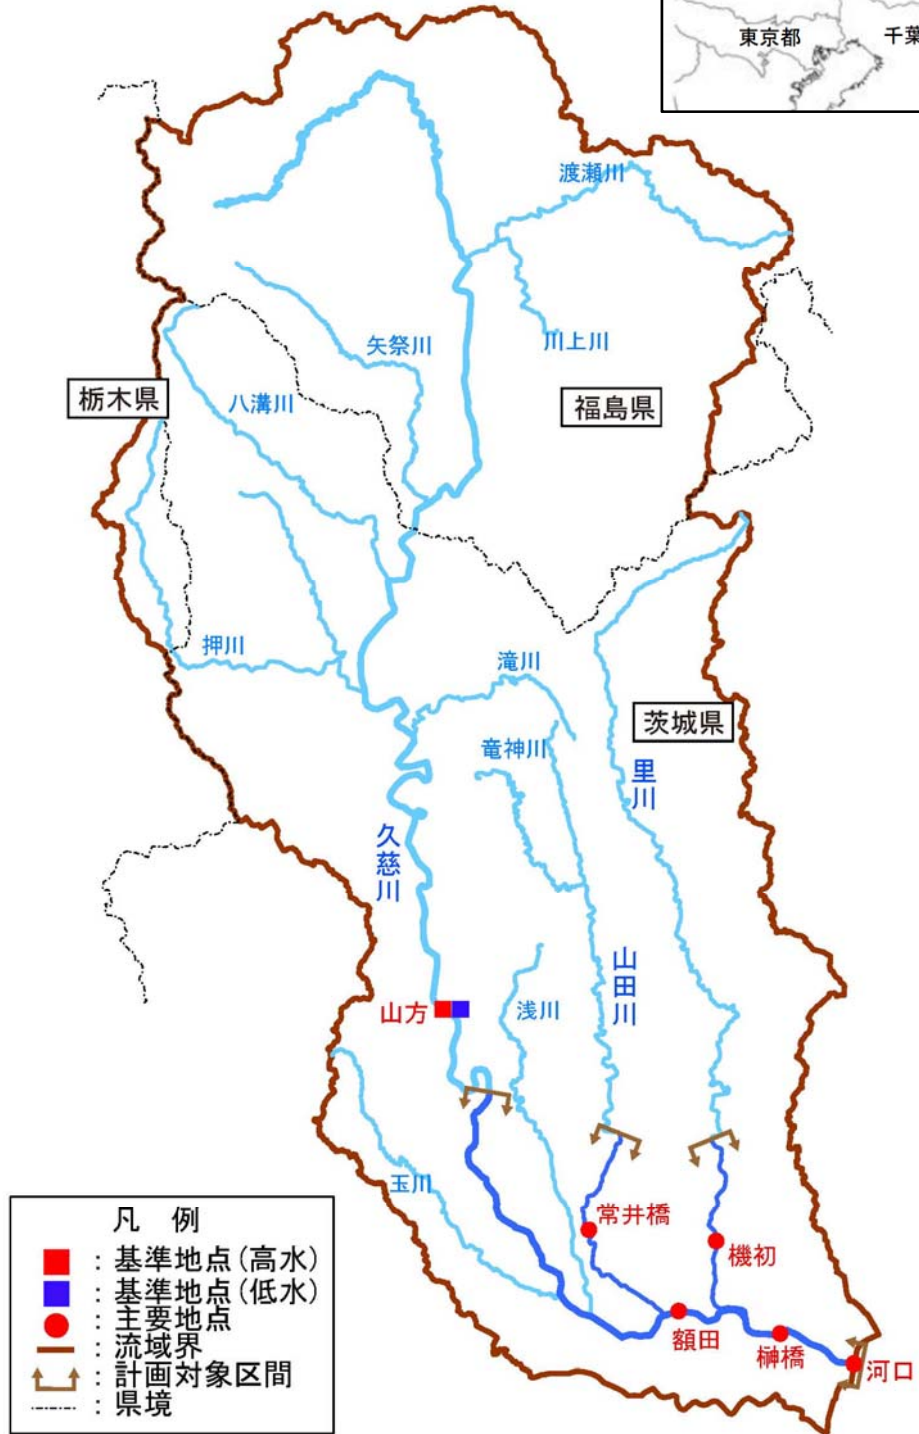 東京都
千葉
渡瀬川
川上川
矢祭川
栃木県
八溝川
福島県
押川
滝川
茨城県
竜神川
里川
久慈川
山田川
浅川
山方
玉川
常井橋
機初
額田
榊橋
河口
凡 例
：基準地点(高水)
：基準地点(低水)
：主要地点
：流域界
：計画対象区間
：県境